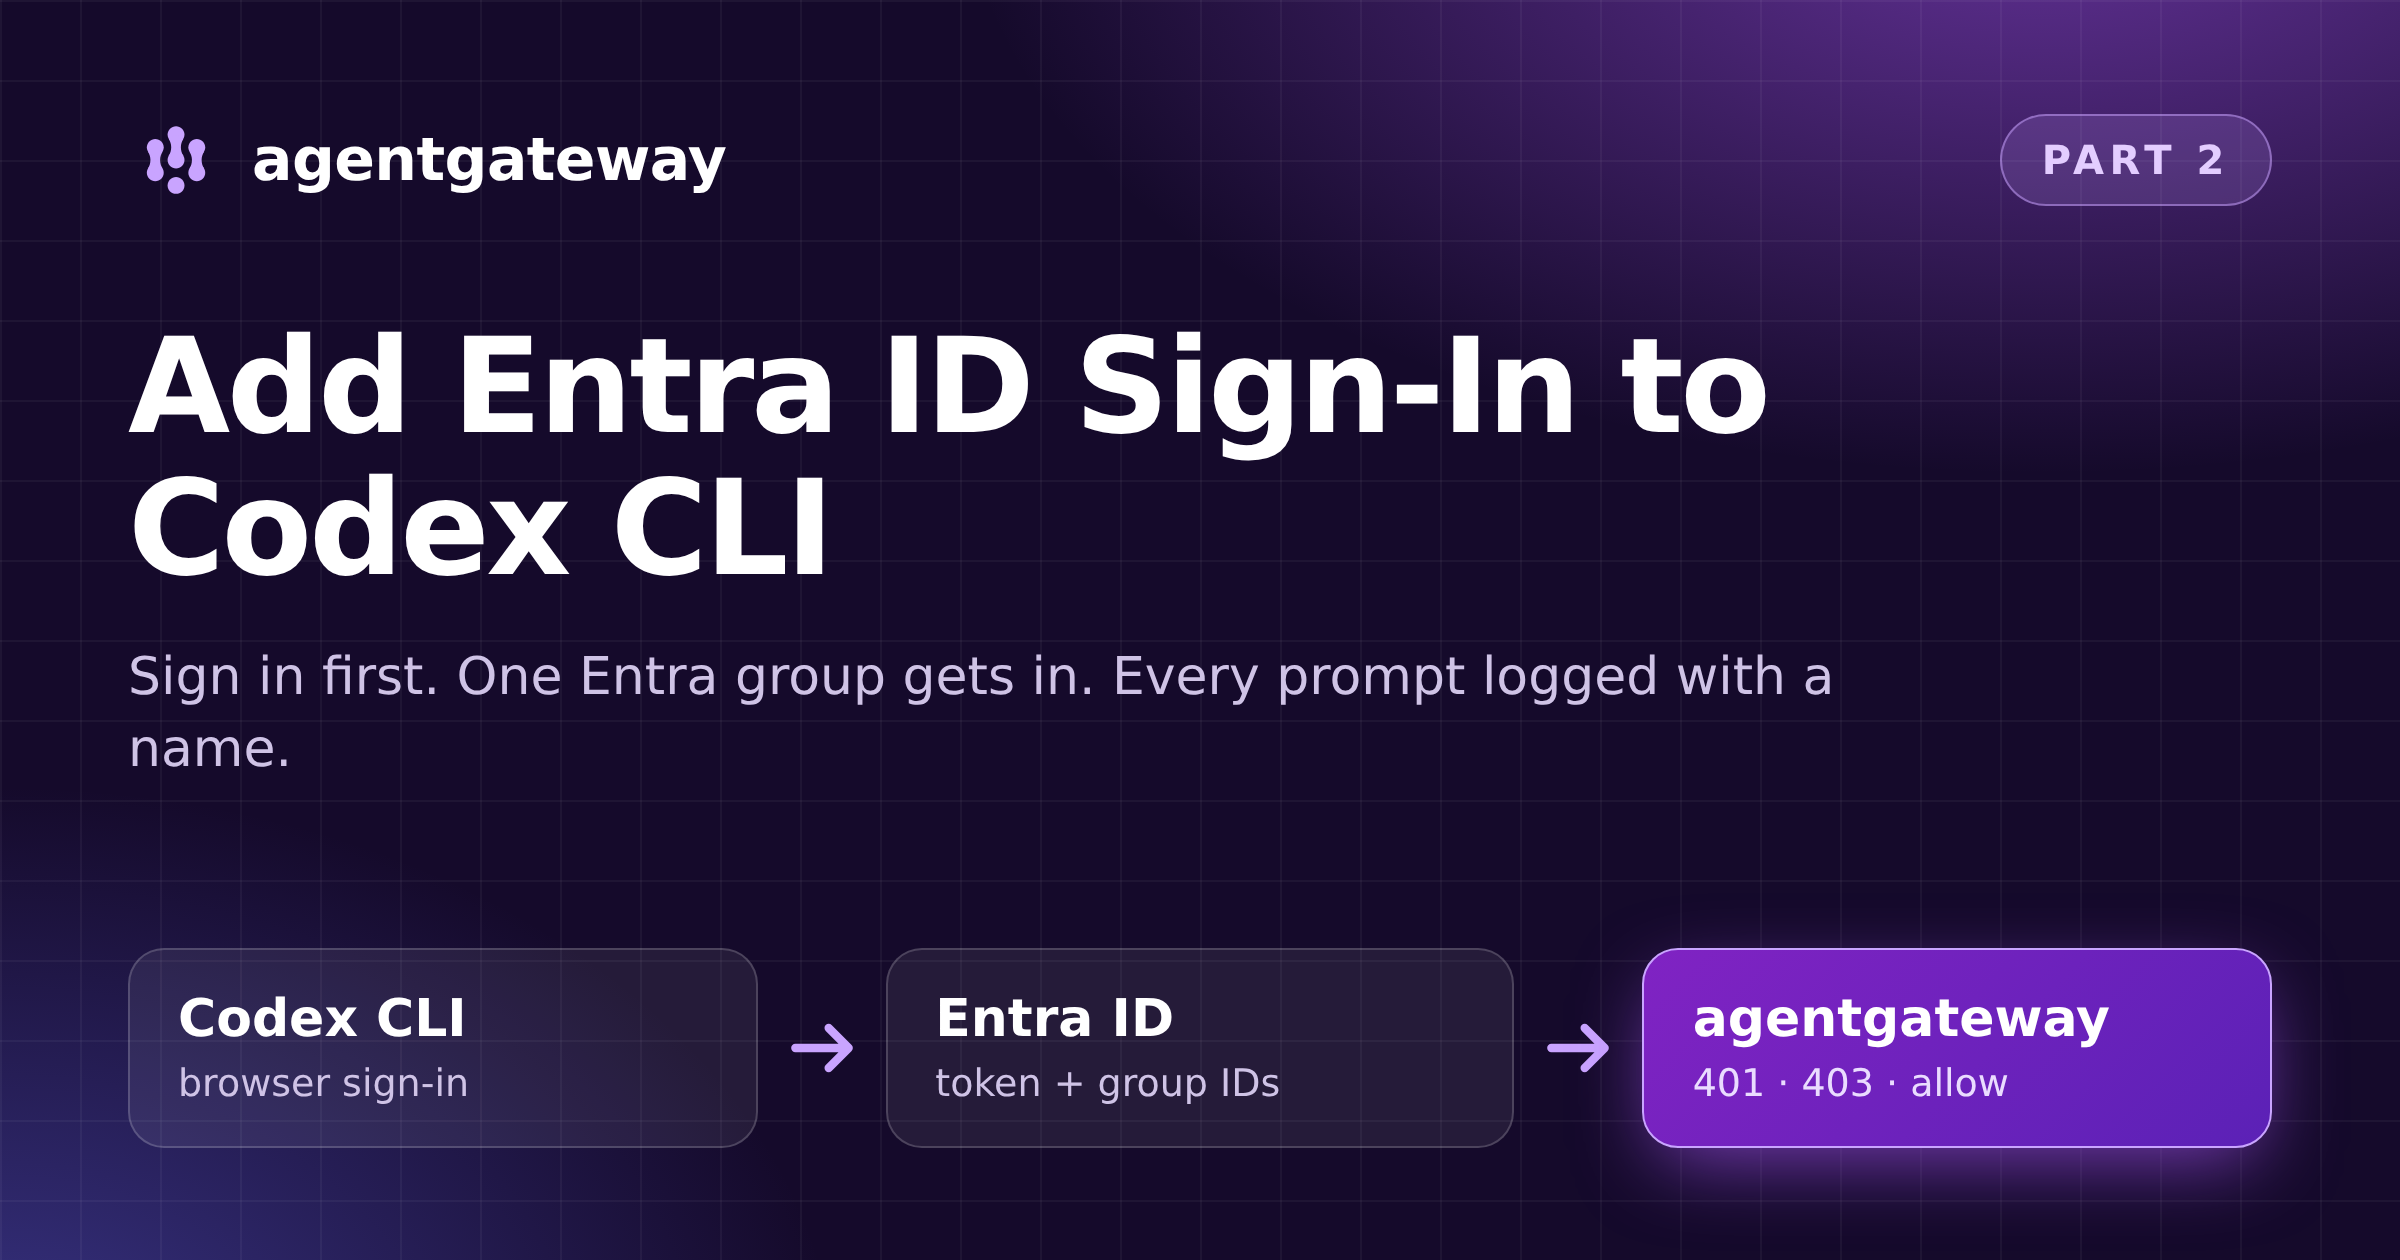 agentgateway
PART 2
Add Entra ID Sign-In to
Codex CLI
Sign in first. One Entra group gets in. Every prompt logged with a
name.
Codex CLI
browser sign-in
Entra ID
token + group IDs
agentgateway
401 · 403 · allow